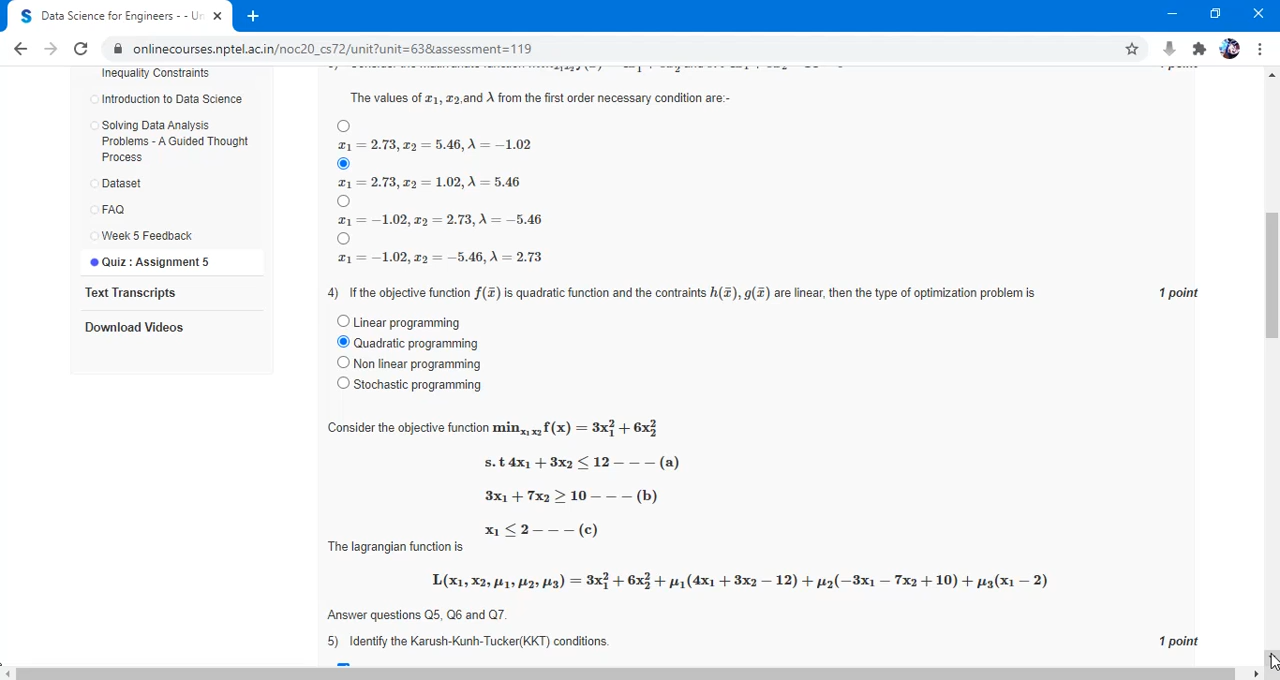 Data Science for Engineers - - Un
onlinecourses.nptel.ac.in/noc20_cs72/unit?unit=63&assessment=119
Inequality Constraints
Introduction to Data Science
Solving Data Analysis
Problems - A Guided Thought
Process
Dataset
FAQ
Week 5 Feedback
Quiz : Assignment 5
Text Transcripts
Download Videos
The values of x₁, x₂,and λ from the first order necessary condition are:-
x₁ = 2.73, x₂ = 5.46, λ = −1.02
x₁ = 2.73, x₂ = 1.02, λ = 5.46
x₁ = −1.02, x₂ = 2.73, λ = −5.46
x₁ = −1.02, x₂ = −5.46, λ = 2.73
4) If the objective function f(x̄) is quadratic function and the contraints h(x̄), g(x̄) are linear, then the type of optimization problem is 1 point
Linear programming
Quadratic programming
Non linear programming
Stochastic programming
Consider the objective function min x₁ x₂ f(x) = 3x₁² + 6x₂²
s. t 4x₁ + 3x₂ ≤ 12 − − − (a)
3x₁ + 7x₂ ≥ 10 − − − (b)
x₁ ≤ 2 − − − (c)
The lagrangian function is
L(x₁, x₂, μ₁, μ₂, μ₃) = 3x₁² + 6x₂² + μ₁(4x₁ + 3x₂ − 12) + μ₂(−3x₁ − 7x₂ + 10) + μ₃(x₁ − 2)
Answer questions Q5, Q6 and Q7.
5) Identify the Karush-Kunh-Tucker(KKT) conditions. 1 point